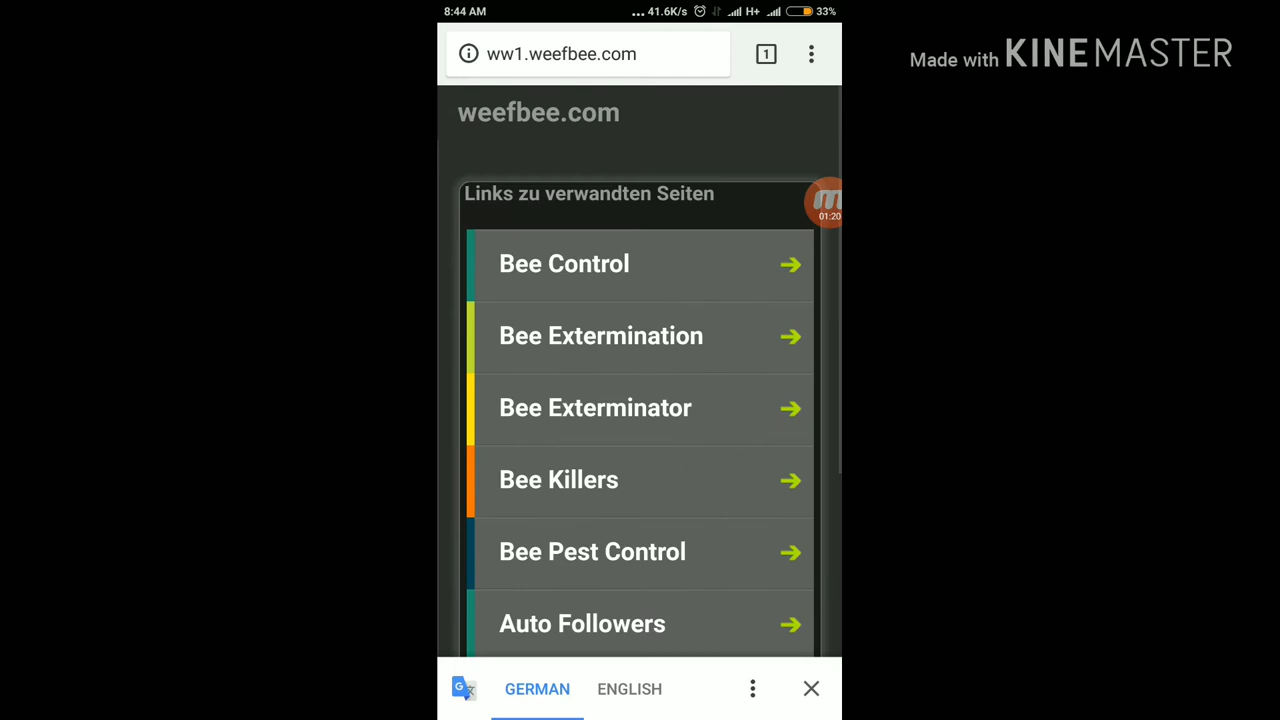 8:44 AM ... 41.6K/s H+ 33%
ww1.weefbee.com 1
Made with KINEMASTER
weefbee.com
Links zu verwandten Seiten
01:20
Bee Control
Bee Extermination
Bee Exterminator
Bee Killers
Bee Pest Control
Auto Followers
GERMAN ENGLISH